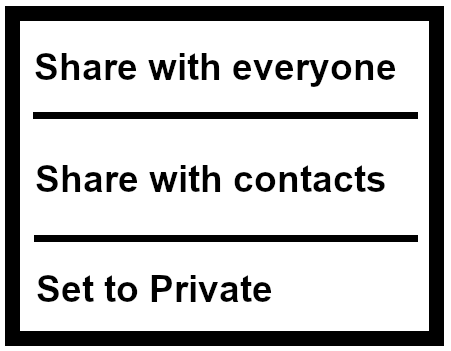 Share with everyone
Share with contacts
Set to Private